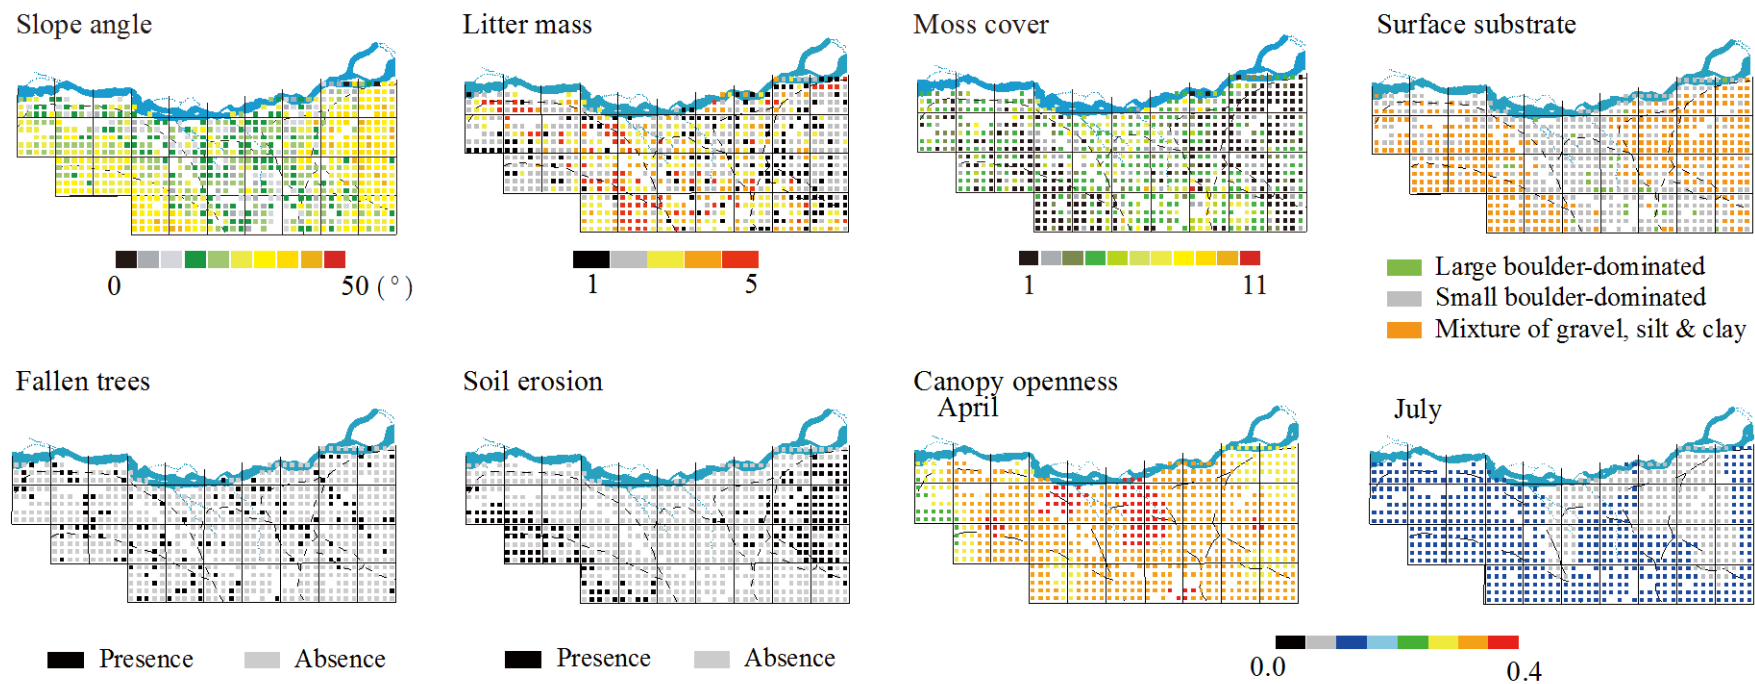 Slope angle
Litter mass
Moss cover
Surface substrate
0 50 (°)
1 5
1 11
Large boulder-dominated
Small boulder-dominated
Mixture of gravel, silt & clay
Fallen trees
Soil erosion
Canopy openness
April
July
Presence Absence
Presence Absence
0.0 0.4